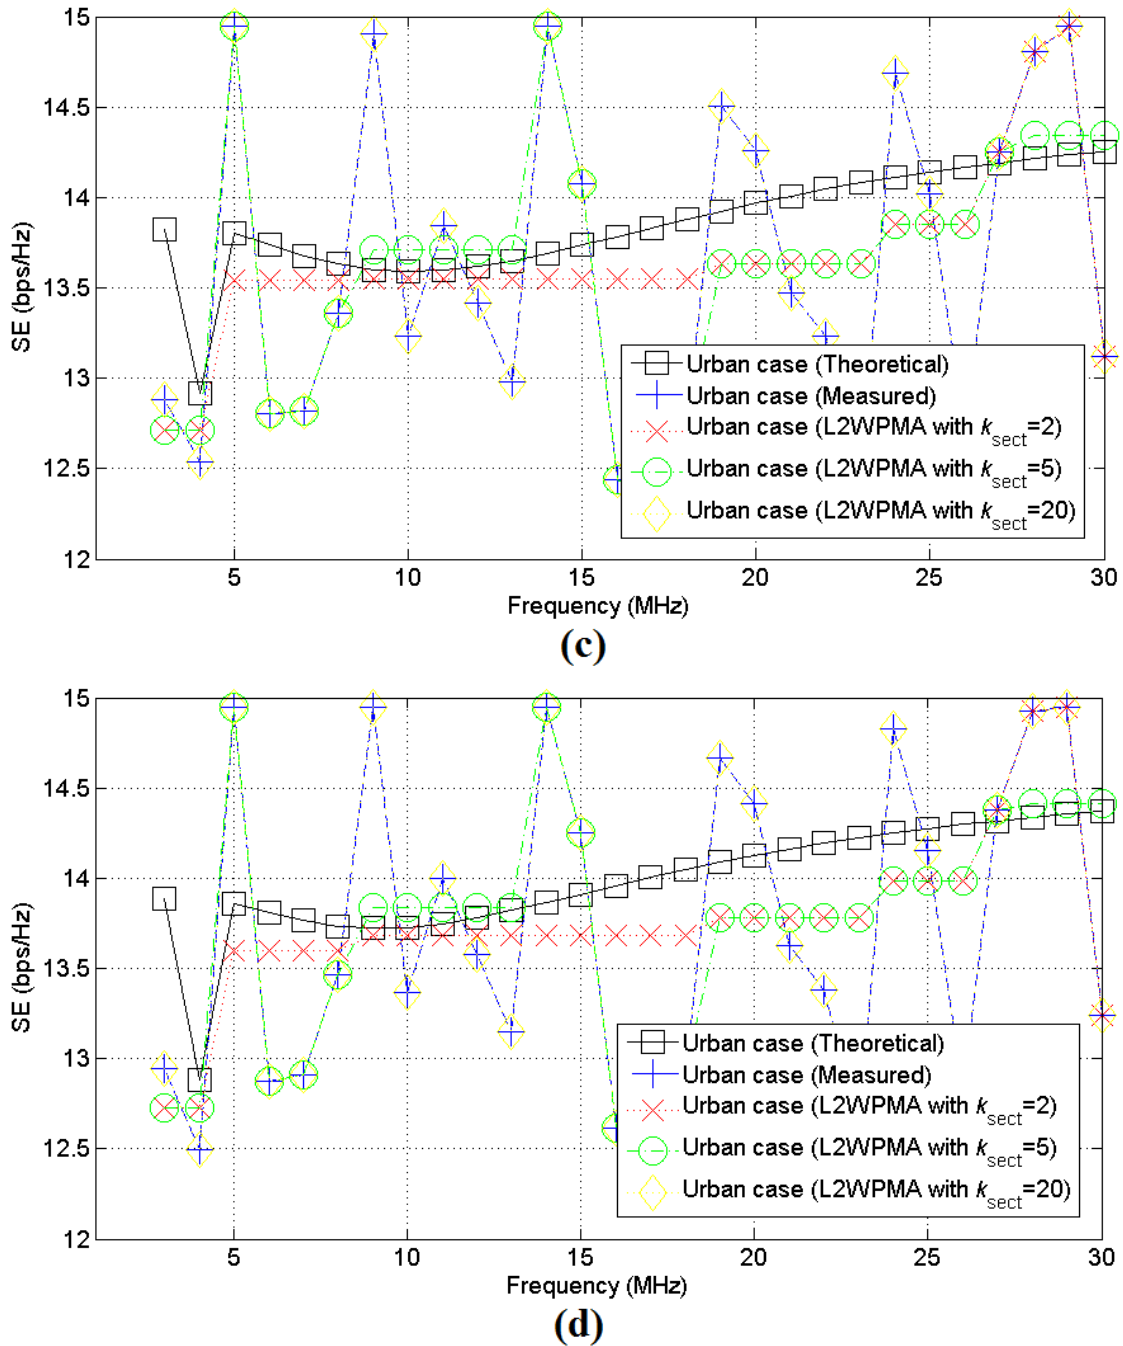 15
14.5
14
13.5
13
12.5
12
SE (bps/Hz)
Urban case (Theoretical)
Urban case (Measured)
Urban case (L2WPMA with ksect=2)
Urban case (L2WPMA with ksect=5)
Urban case (L2WPMA with ksect=20)
5 10 15 20 25 30
Frequency (MHz)
(c)
15
14.5
14
13.5
13
12.5
12
SE (bps/Hz)
Urban case (Theoretical)
Urban case (Measured)
Urban case (L2WPMA with ksect=2)
Urban case (L2WPMA with ksect=5)
Urban case (L2WPMA with ksect=20)
5 10 15 20 25 30
Frequency (MHz)
(d)